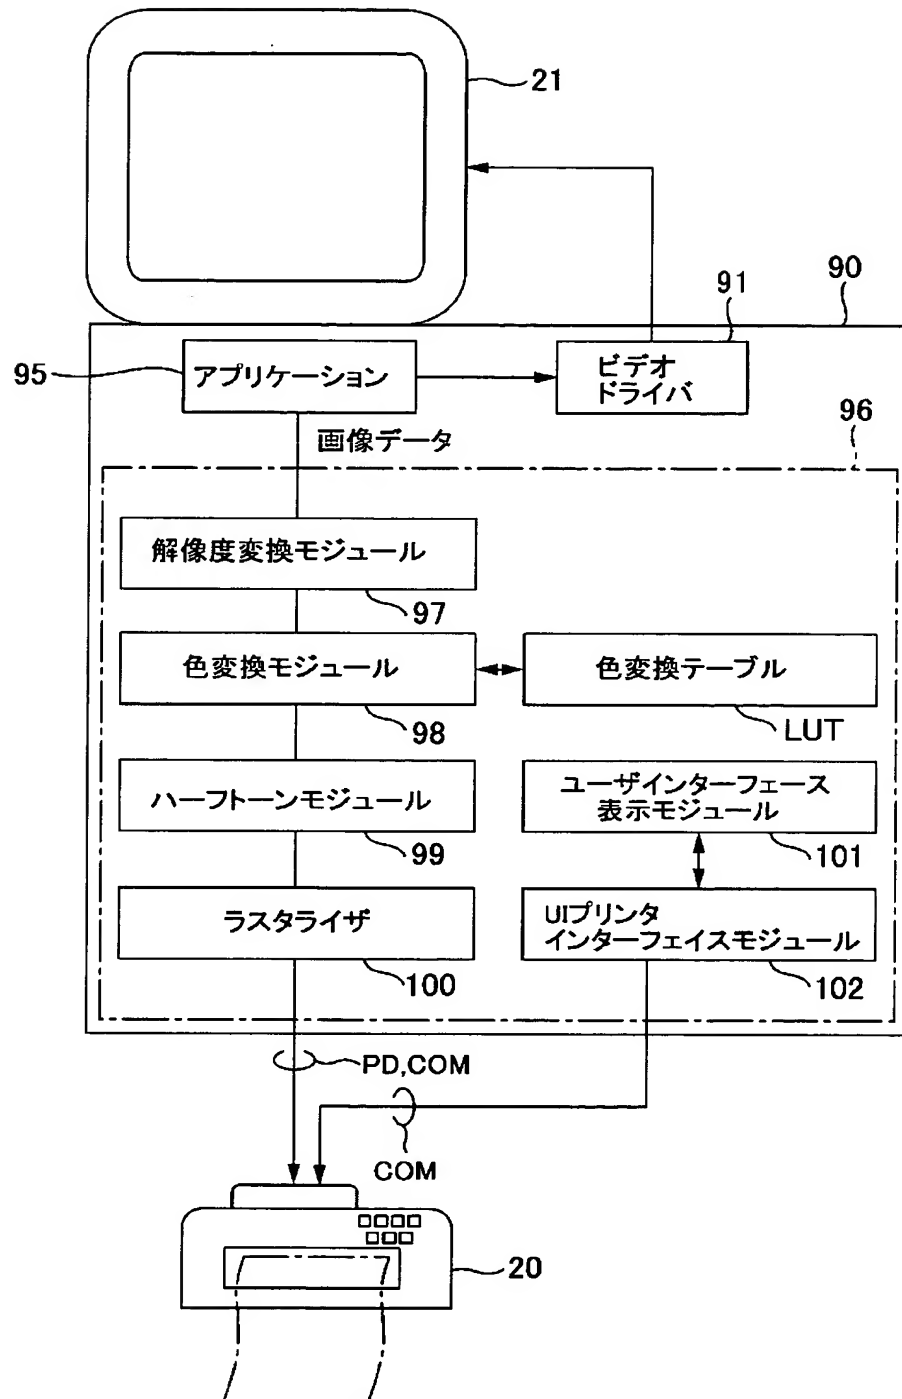 21
90
91
95
アプリケーション
ビデオ
ドライバ
96
画像データ
解像度変換モジュール
97
色変換モジュール
色変換テーブル
98
LUT
ハーフトーンモジュール
ユーザインターフェース
表示モジュール
99
101
ラスタライザ
UIプリンタ
インターフェイスモジュール
100
102
PD,COM
COM
20